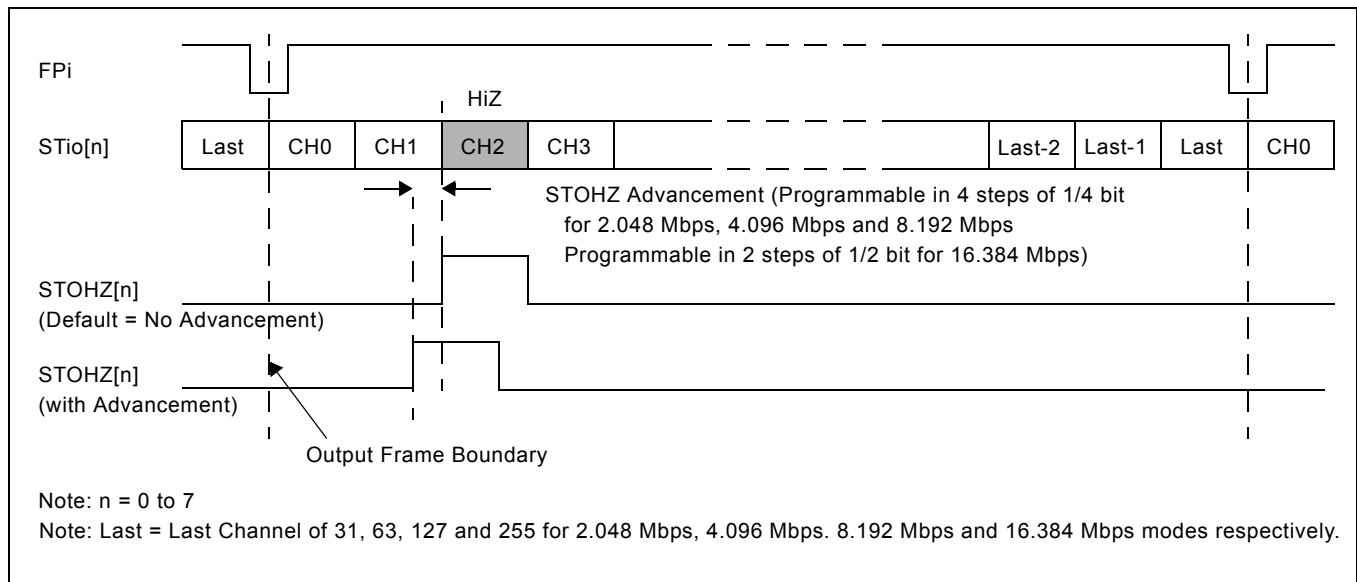 FPi
HiZ
STio[n]
Last CH0 CH1 CH2 CH3 Last-2 Last-1 Last CH0
STOHZ Advancement (Programmable in 4 steps of 1/4 bit
for 2.048 Mbps, 4.096 Mbps and 8.192 Mbps
Programmable in 2 steps of 1/2 bit for 16.384 Mbps)
STOHZ[n]
(Default = No Advancement)
STOHZ[n]
(with Advancement)
Output Frame Boundary
Note: n = 0 to 7
Note: Last = Last Channel of 31, 63, 127 and 255 for 2.048 Mbps, 4.096 Mbps. 8.192 Mbps and 16.384 Mbps modes respectively.